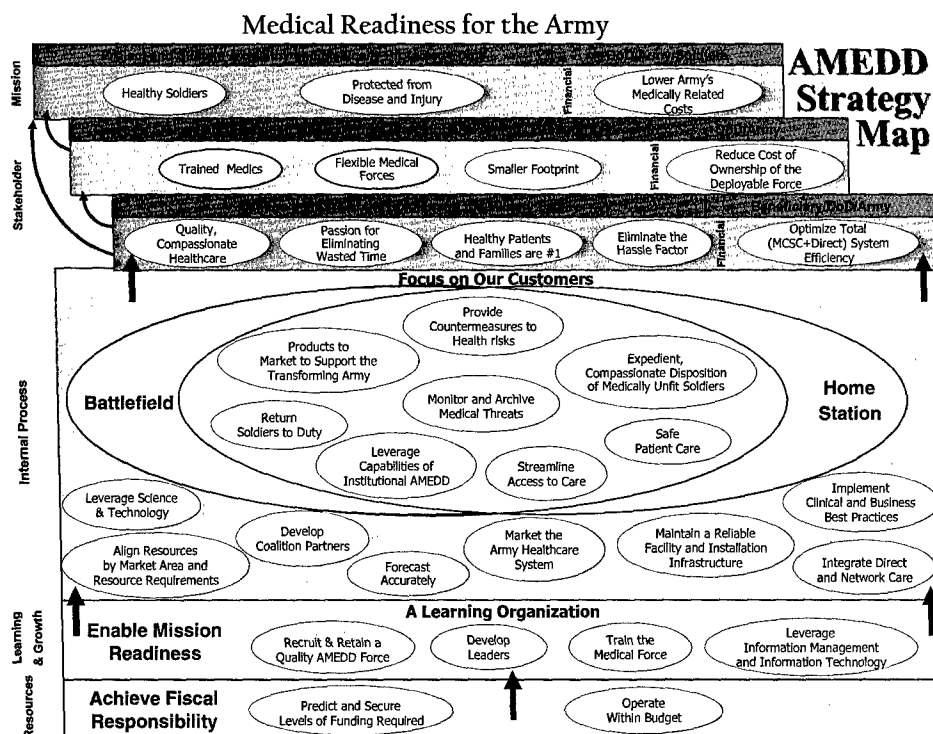 Medical Readiness for the Army
AMEDD
Strategy
Map
Mission
Healthy Soldiers
Protected from
Disease and Injury
Financial
Lower Army's
Medically Related
Costs
Stakeholder
Trained Medics
Flexible Medical
Forces
Smaller Footprint
Financial
Reduce Cost of
Ownership of the
Deployable Force
Quality,
Compassionate
Healthcare
Passion for
Eliminating
Wasted Time
Healthy Patients
and Families are #1
Eliminate the
Hassle Factor
Financial
Optimize Total
(MCSC+Direct) System
Efficiency
Internal Process
Focus on Our Customers
Battlefield
Home
Station
Provide
Countermeasures to
Health risks
Products to
Market to Support the
Transforming Army
Expedient,
Compassionate Disposition
of Medically Unfit Soldiers
Monitor and Archive
Medical Threats
Return
Soldiers to Duty
Safe
Patient Care
Leverage
Capabilities of
Institutional AMEDD
Streamline
Access to Care
Leverage Science
& Technology
Implement
Clinical and Business
Best Practices
Develop
Coalition Partners
Market the
Army Healthcare
System
Maintain a Reliable
Facility and Installation
Infrastructure
Align Resources
by Market Area and
Resource Requirements
Forecast
Accurately
Integrate Direct
and Network Care
Learning
& Growth
A Learning Organization
Enable Mission
Readiness
Recruit & Retain a
Quality AMEDD Force
Develop
Leaders
Train the
Medical Force
Leverage
Information Management
and Information Technology
Resources
Achieve Fiscal
Responsibility
Predict and Secure
Levels of Funding Required
Operate
Within Budget